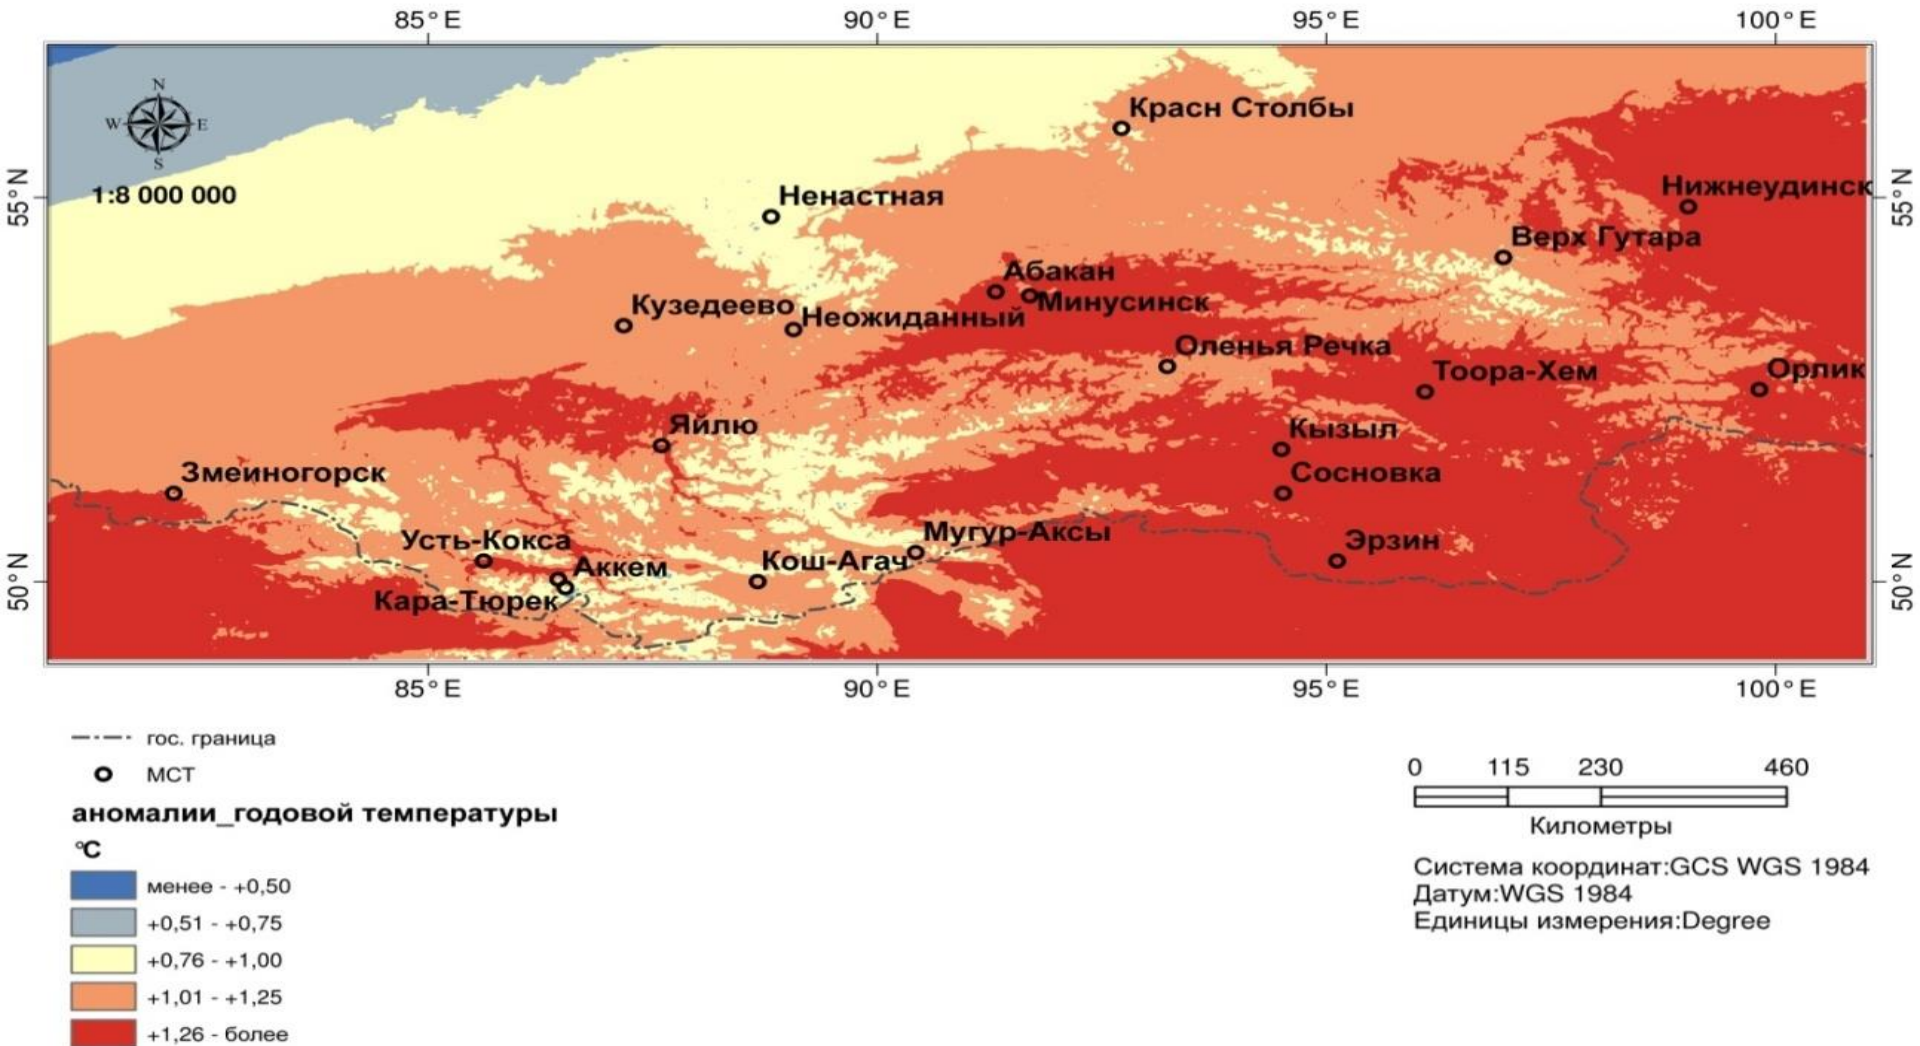 85°E 90°E 95°E 100°E
N
W E
S
1:8 000 000
55°N
55°N
50°N
50°N
Красн Столбы
Ненастная
Нижнеудинск
Верх Гутара
Абакан
Минусинск
Кузедеево
Неожиданный
Оленья Речка
Тоора-Хем
Орлик
Яйлю
Кызыл
Змеиногорск
Сосновка
Усть-Кокса
Мугур-Аксы
Эрзин
Аккем
Кош-Агач
Кара-Тюрек
85°E 90°E 95°E 100°E
гос. граница
МСТ
аномалии_годовой температуры
°C
менее - +0,50
+0,51 - +0,75
+0,76 - +1,00
+1,01 - +1,25
+1,26 - более
0 115 230 460
Километры
Система координат:GCS WGS 1984
Датум:WGS 1984
Единицы измерения:Degree